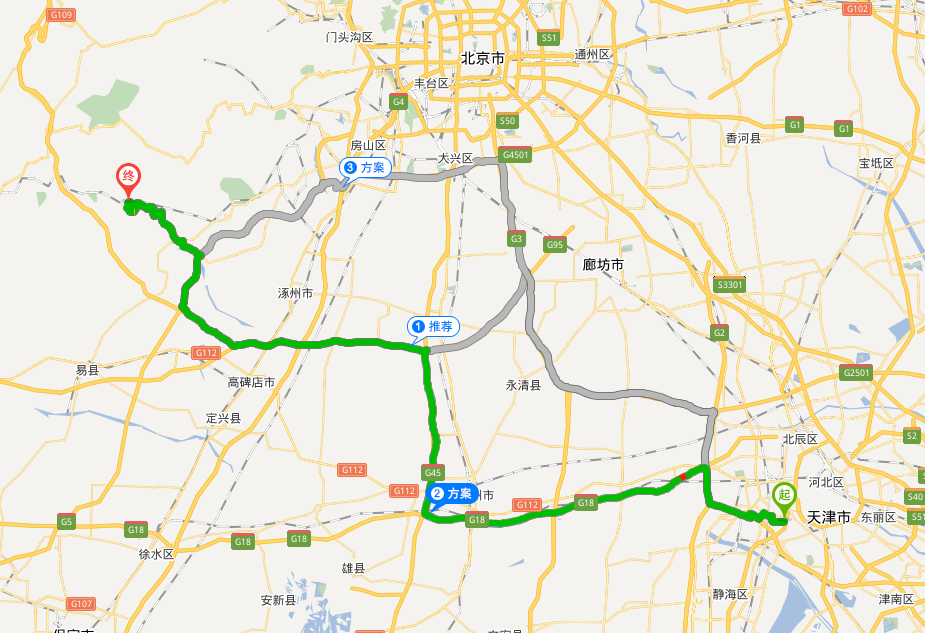 G109
G102
门头沟区
S51
北京市
通州区
丰台区
G4
S50
G1
G1
香河县
房山区
大兴区
G4501
宝坻区
3 方案
终
G3
G95
廊坊市
S3301
涿州市
1 推荐
G2
G112
易县
高碑店市
永清县
G2501
定兴县
北辰区
S2
G112
G45
河北区
G112
2 方案
州市
G112
G18
起
S40
G5
G18
G18
天津市
东丽区
S51
G18
G18
徐水区
雄县
静海区
津南区
安新县
G107